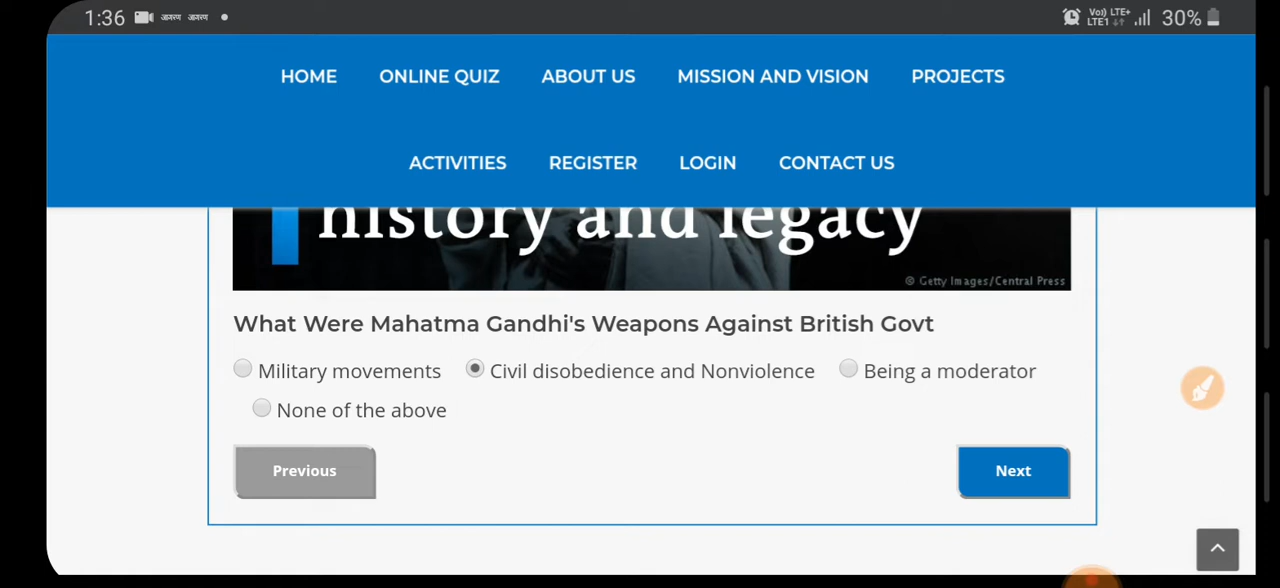 1:36 जागरण जागरण Vo)) LTE+ LTE1 30%
HOME ONLINE QUIZ ABOUT US MISSION AND VISION PROJECTS
ACTIVITIES REGISTER LOGIN CONTACT US
history and legacy
© Getty Images/Central Press
What Were Mahatma Gandhi's Weapons Against British Govt
Military movements Civil disobedience and Nonviolence Being a moderator
None of the above
Previous Next